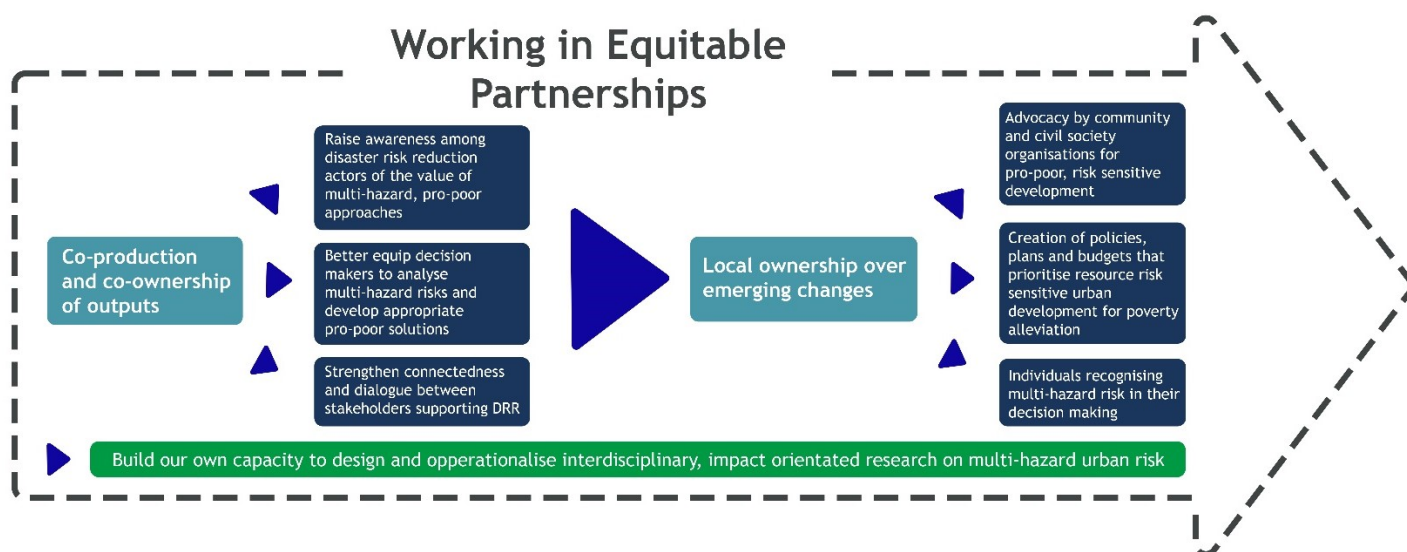 Working in Equitable
Partnerships
Co-production
and co-ownership
of outputs
Raise awareness among
disaster risk reduction
actors of the value of
multi-hazard, pro-poor
approaches
Better equip decision
makers to analyse
multi-hazard risks and
develop appropriate
pro-poor solutions
Strengthen connectedness
and dialogue between
stakeholders supporting DRR
Local ownership over
emerging changes
Advocacy by community
and civil society
organisations for
pro-poor, risk sensitive
development
Creation of policies,
plans and budgets that
prioritise resource risk
sensitive urban
development for poverty
alleviation
Individuals recognising
multi-hazard risk in their
decision making
Build our own capacity to design and opperationalise interdisciplinary, impact orientated research on multi-hazard urban risk